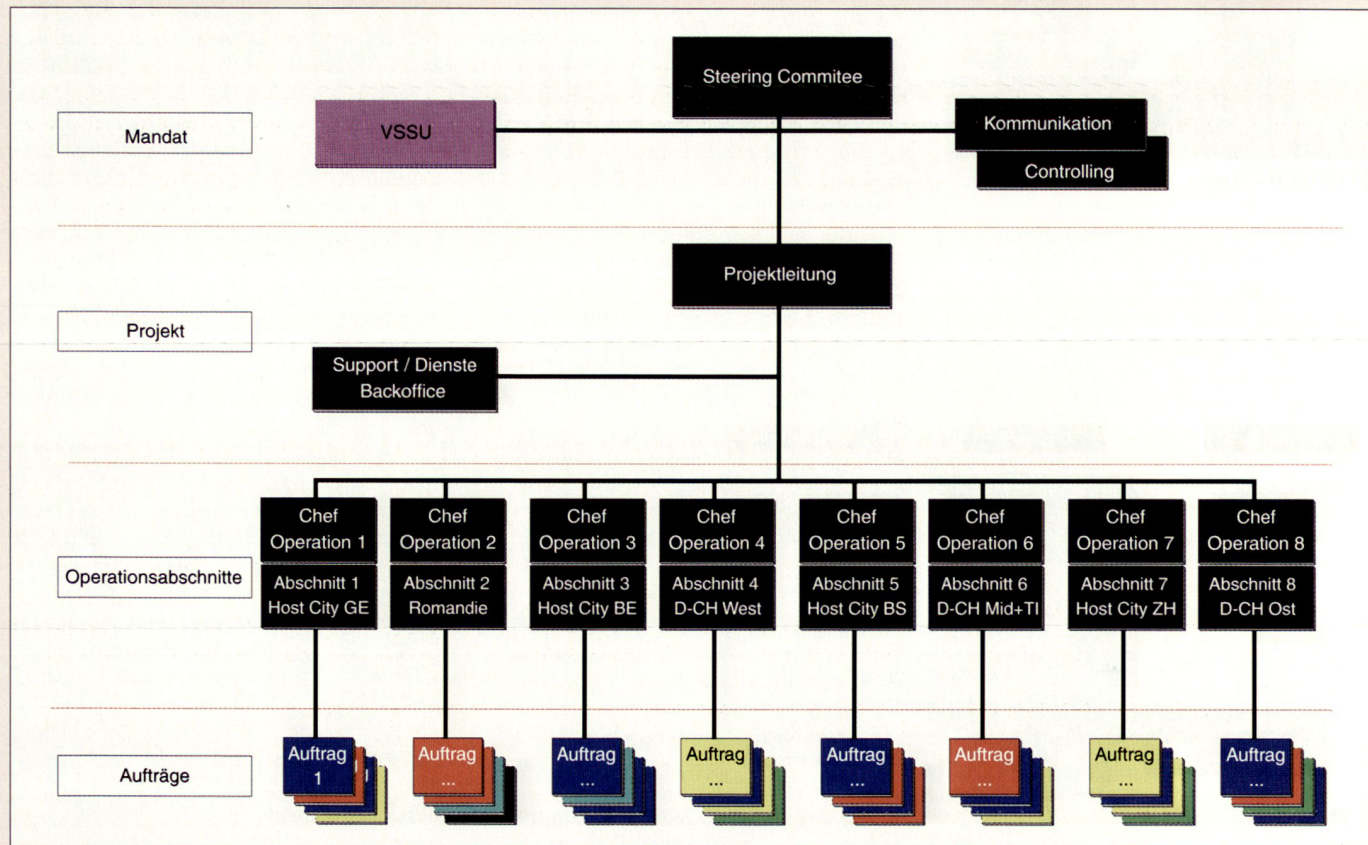 Steering Commitee
Mandat
VSSU
Kommunikation
Controlling
Projektleitung
Projekt
Support / Dienste
Backoffice
Operationsabschnitte
Chef
Operation 1
Abschnitt 1
Host City GE
Chef
Operation 2
Abschnitt 2
Romandie
Chef
Operation 3
Abschnitt 3
Host City BE
Chef
Operation 4
Abschnitt 4
D-CH West
Chef
Operation 5
Abschnitt 5
Host City BS
Chef
Operation 6
Abschnitt 6
D-CH Mid+TI
Chef
Operation 7
Abschnitt 7
Host City ZH
Chef
Operation 8
Abschnitt 8
D-CH Ost
Aufträge
Auftrag
1
Auftrag
...
Auftrag
...
Auftrag
...
Auftrag
...
Auftrag
...
Auftrag
...
Auftrag
...